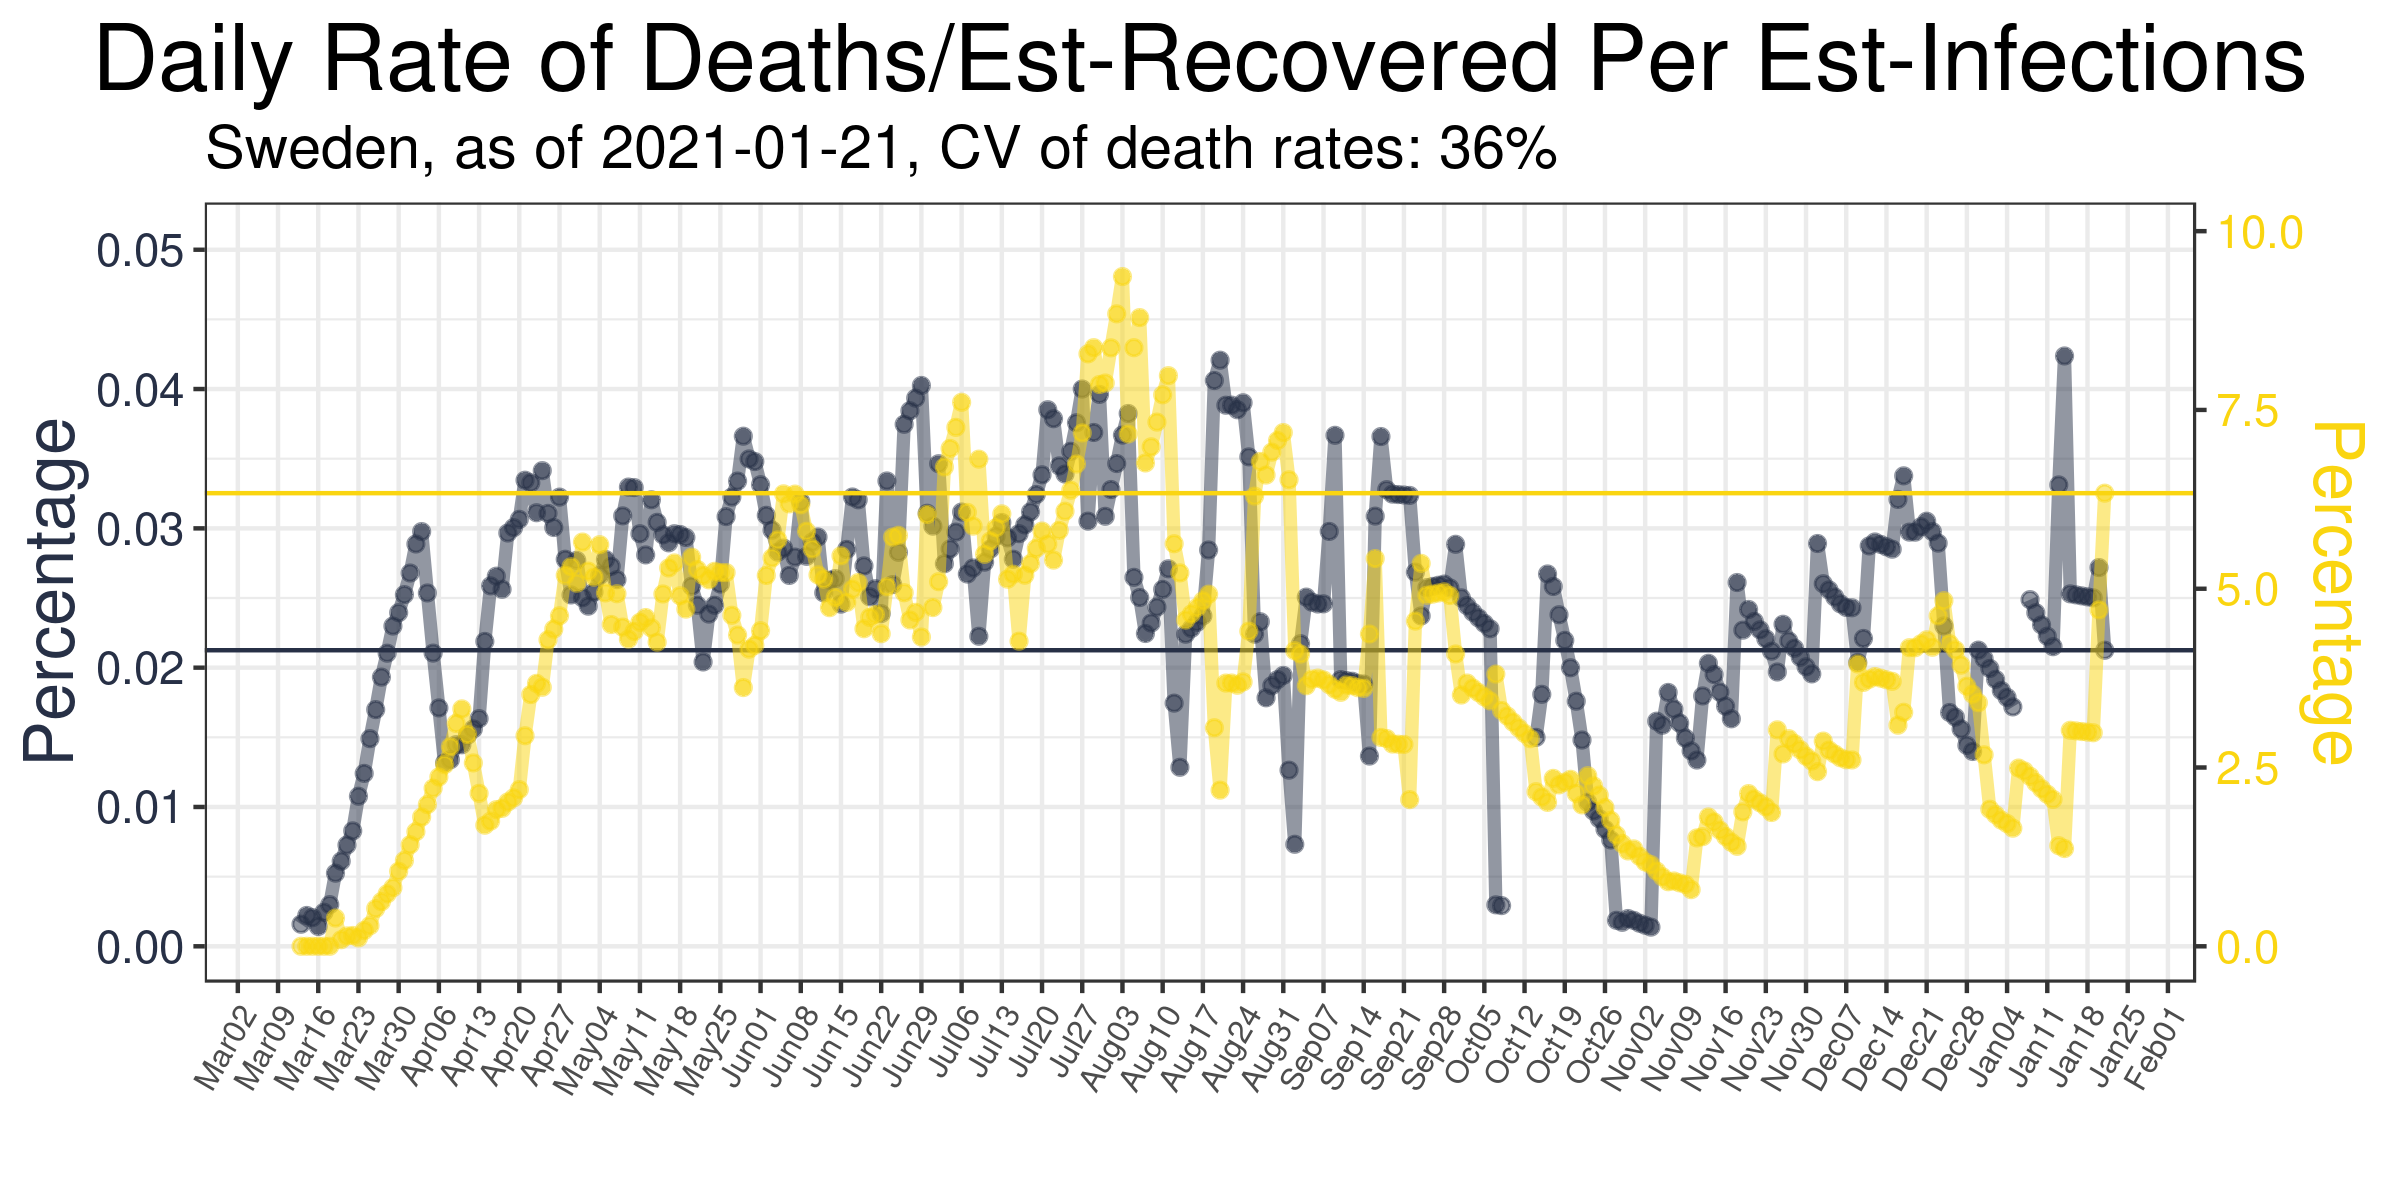 Daily Rate of Deaths/Est-Recovered Per Est-Infections
Sweden, as of 2021-01-21, CV of death rates: 36%
Percentage
0.05
0.04
0.03
0.02
0.01
0.00
10.0
7.5
5.0
2.5
0.0
Percentage
Mar02 Mar09 Mar16 Mar23 Mar30 Apr06 Apr13 Apr20 Apr27 May04 May11 May18 May25 Jun01 Jun08 Jun15 Jun22 Jun29 Jul06 Jul13 Jul20 Jul27 Aug03 Aug10 Aug17 Aug24 Aug31 Sep07 Sep14 Sep21 Sep28 Oct05 Oct12 Oct19 Oct26 Nov02 Nov09 Nov16 Nov23 Nov30 Dec07 Dec14 Dec21 Dec28 Jan04 Jan11 Jan18 Jan25 Feb01